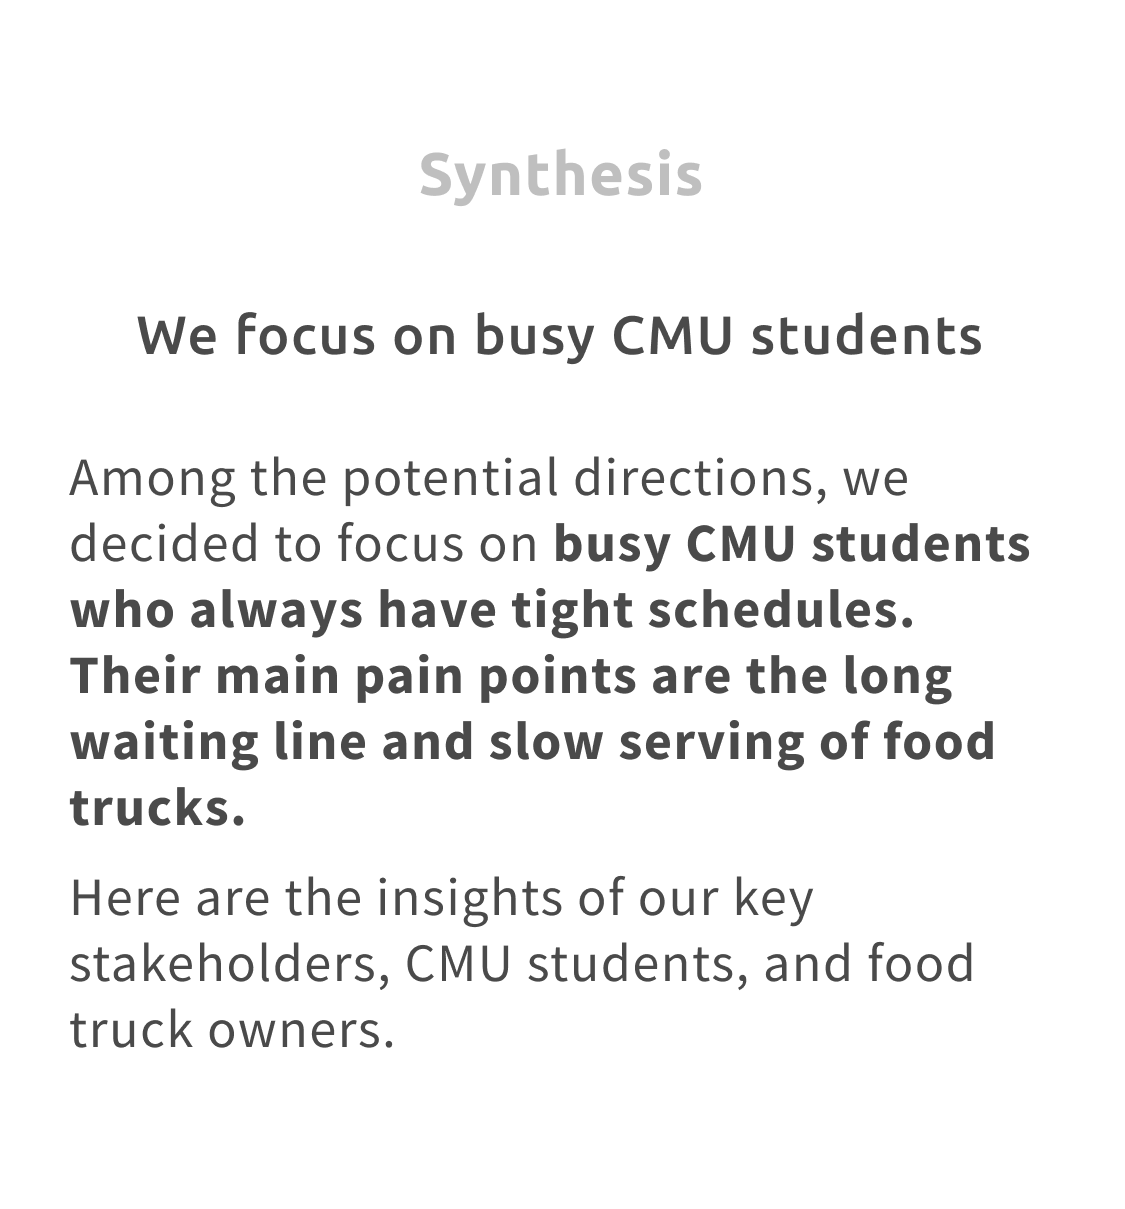 Synthesis
We focus on busy CMU students
Among the potential directions, we
decided to focus on busy CMU students
who always have tight schedules.
Their main pain points are the long
waiting line and slow serving of food
trucks.
Here are the insights of our key
stakeholders, CMU students, and food
truck owners.